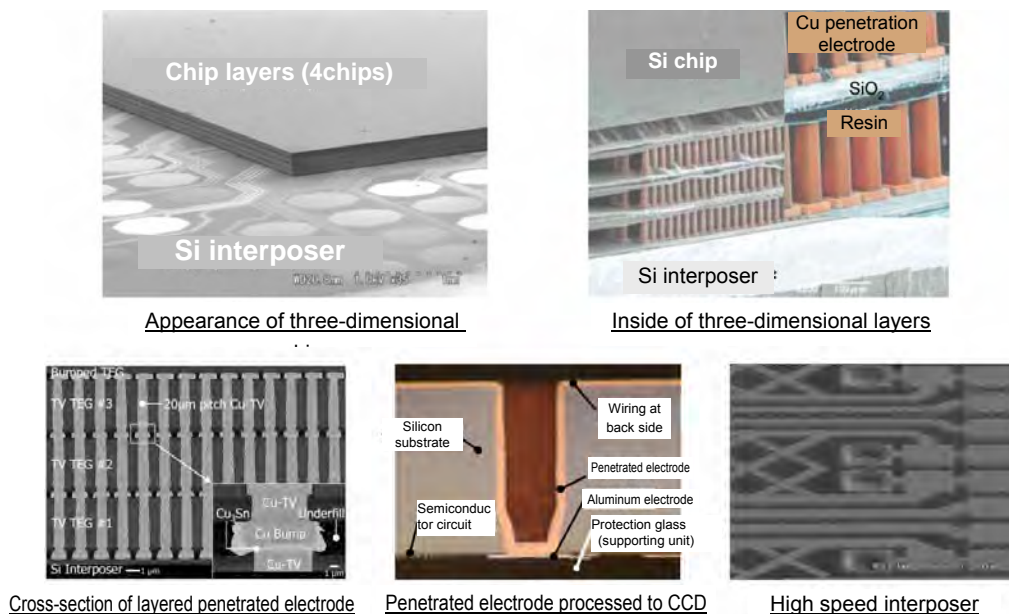 Chip layers (4chips)
Si interposer
Appearance of three-dimensional
Cu penetration
electrode
Si chip
SiO₂
Resin
Si interposer
Inside of three-dimensional layers
Bumped TEG
TV TEG #3
20μm pitch Cu-TV
TV TEG #2
TV TEG #1
Cu-TV
Cu₃Sn
Underfill
Cu Bump
Cu-TV
Si Interposer
1 μm
1 μm
Cross-section of layered penetrated electrode
Silicon
substrate
Wiring at
back side
Penetrated electrode
Semiconduc
tor circuit
Aluminum electrode
Protection glass
(supporting unit)
Penetrated electrode processed to CCD
High speed interposer